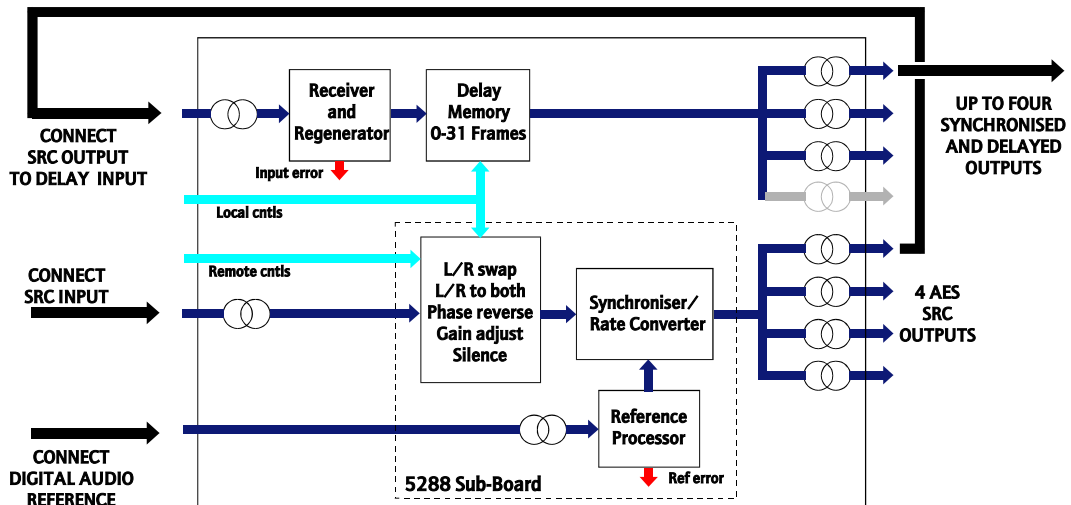 CONNECT
SRC OUTPUT
TO DELAY INPUT
Receiver
and
Regenerator
Input error
Delay
Memory
0-31 Frames
UP TO FOUR
SYNCHRONISED
AND DELAYED
OUTPUTS
Local cntls
Remote cntls
CONNECT
SRC INPUT
L/R swap
L/R to both
Phase reverse
Gain adjust
Silence
Synchroniser/
Rate Converter
4 AES
SRC
OUTPUTS
Reference
Processor
Ref error
5288 Sub-Board
CONNECT
DIGITAL AUDIO
REFERENCE